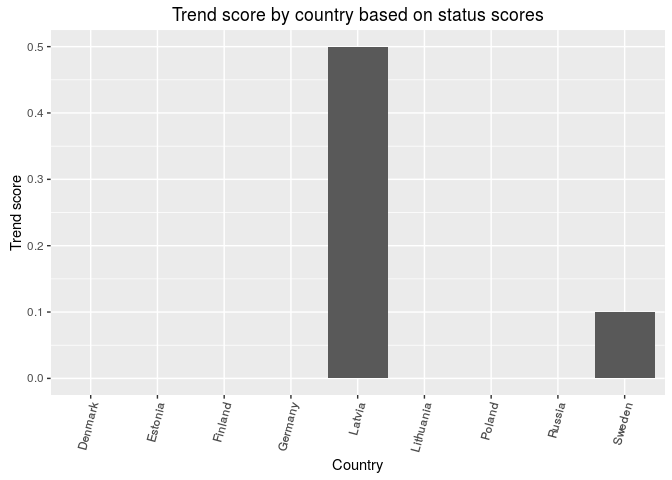 Trend score by country based on status scores
Trend score
0.5
0.4
0.3
0.2
0.1
0.0
Denmark
Estonia
Finland
Germany
Latvia
Lithuania
Poland
Russia
Sweden
Country